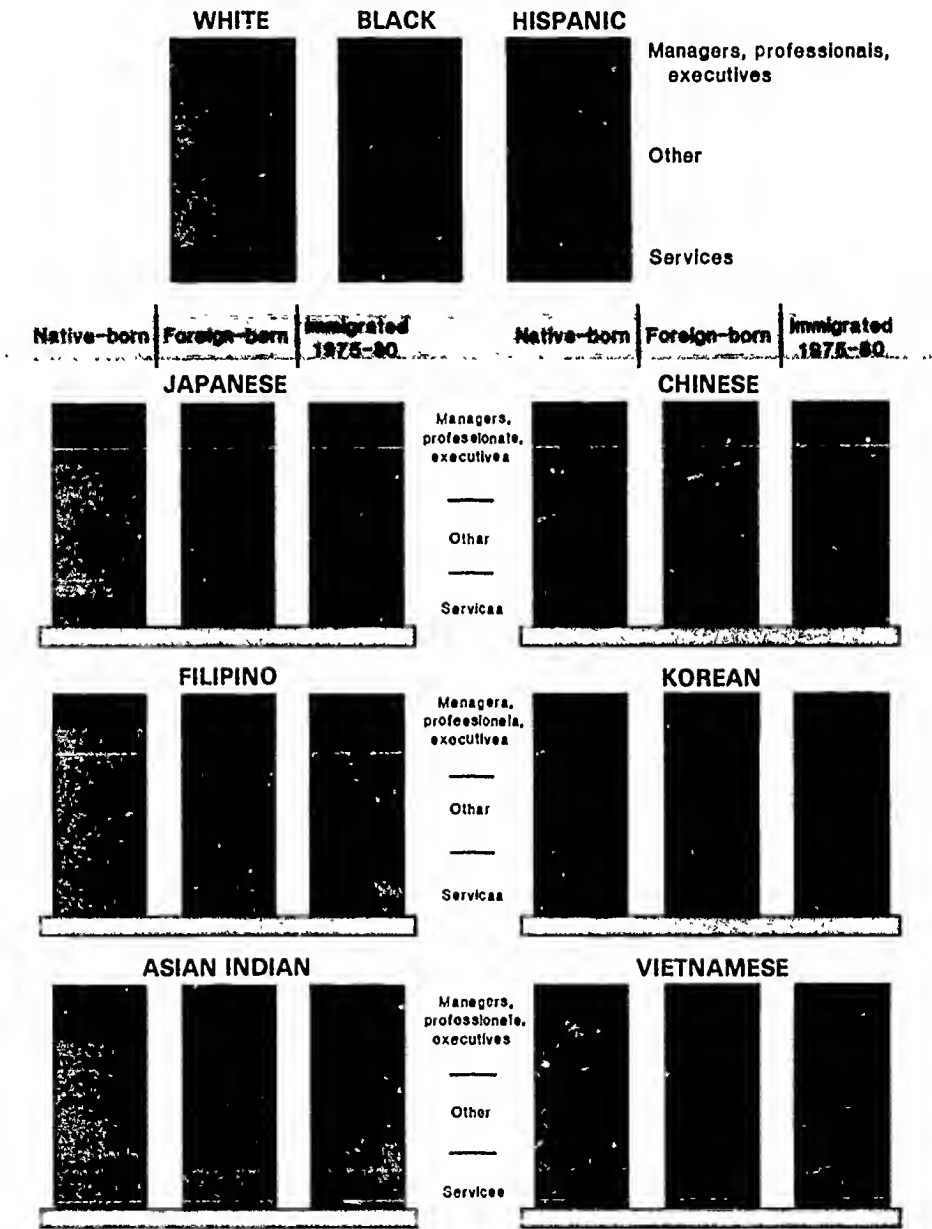 WHITE BLACK HISPANIC
Managers, professionals,
executives
Other
Services
Native-born Foreign-born Immigrated
1975-80
Native-born Foreign-born Immigrated
1975-80
JAPANESE
Managers,
professionals,
executives
Other
Services
CHINESE
FILIPINO
Managers,
professionals,
executives
Other
Services
KOREAN
ASIAN INDIAN
Managers,
professionals,
executives
Other
Services
VIETNAMESE